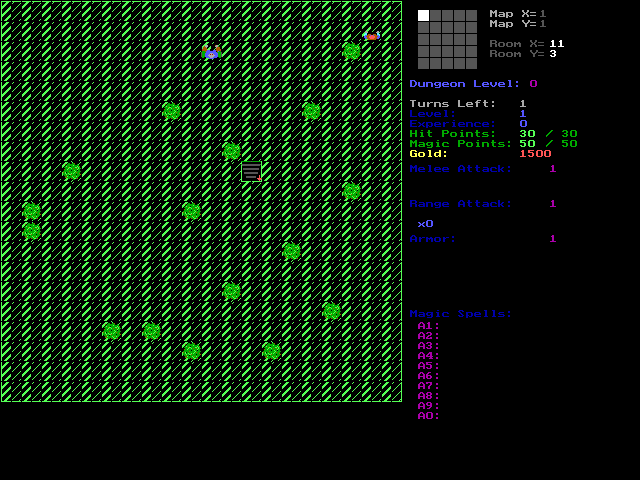 Map X=1
Map Y=1
Room X= 11
Room Y= 3
Dungeon Level: 0
Turns Left: 1
Level: 1
Experience: 0
Hit Points: 30 / 30
Magic Points: 50 / 50
Gold: 1500
Melee Attack: 1
Range Attack: 1
x0
Armor: 1
Magic Spells:
A1:
A2:
A3:
A4:
A5:
A6:
A7:
A8:
A9:
A0: